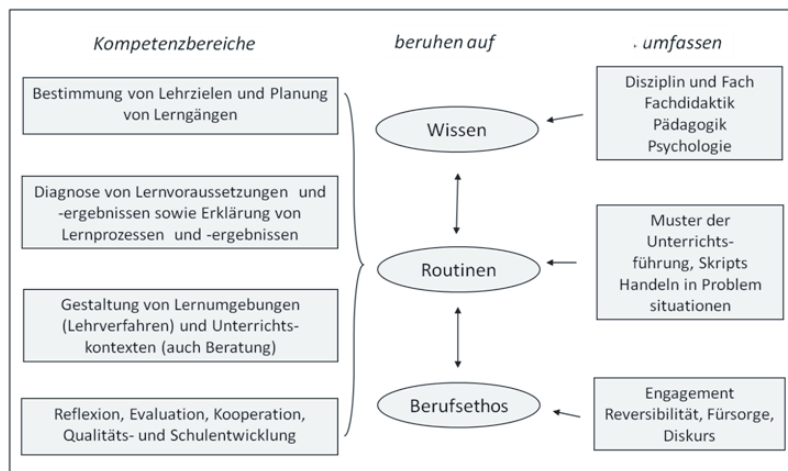 Kompetenzbereiche
beruhen auf
umfassen
Bestimmung von Lehrzielen und Planung
von Lerngängen
Diagnose von Lernvoraussetzungen und
-ergebnissen sowie Erklärung von
Lernprozessen und -ergebnissen
Gestaltung von Lernumgebungen
(Lehrverfahren) und Unterrichts-
kontexten (auch Beratung)
Reflexion, Evaluation, Kooperation,
Qualitäts- und Schulentwicklung
Wissen
Routinen
Berufsethos
Disziplin und Fach
Fachdidaktik
Pädagogik
Psychologie
Muster der
Unterrichts-
führung, Skripts
Handeln in Problem
situationen
Engagement
Reversibilität, Fürsorge,
Diskurs